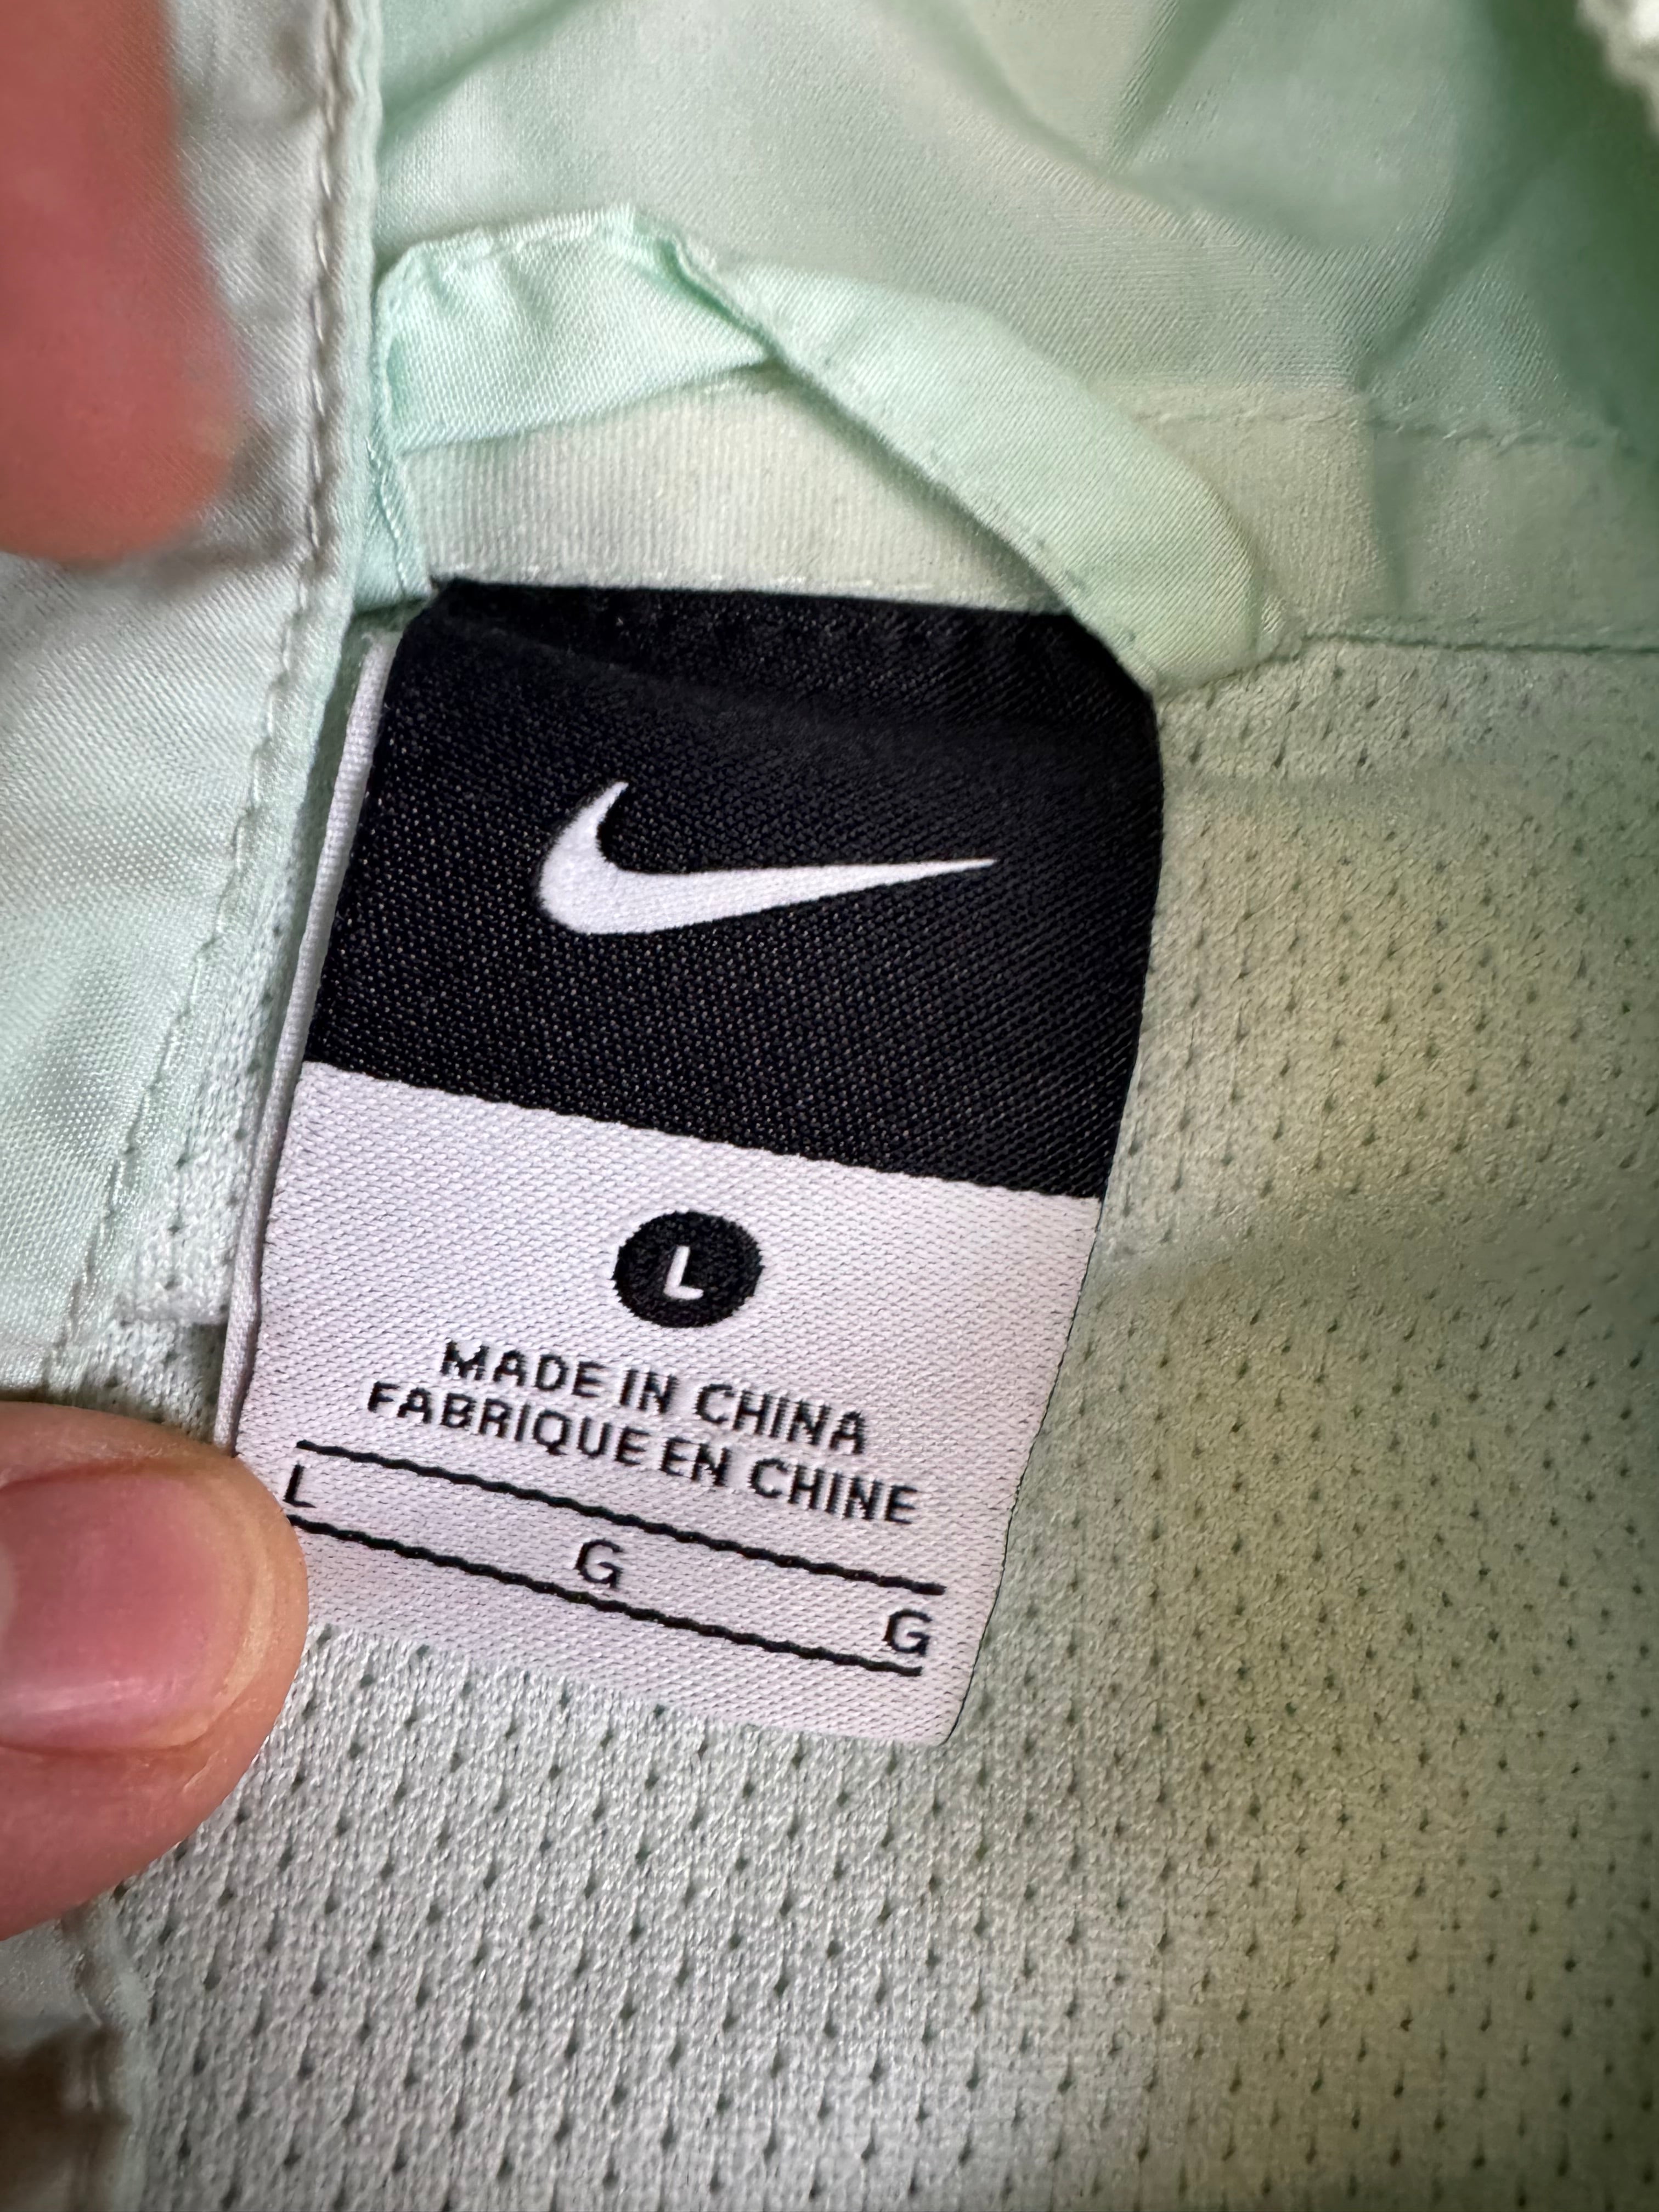 L
MADE IN CHINA
FABRIQUE EN CHINE
L G G